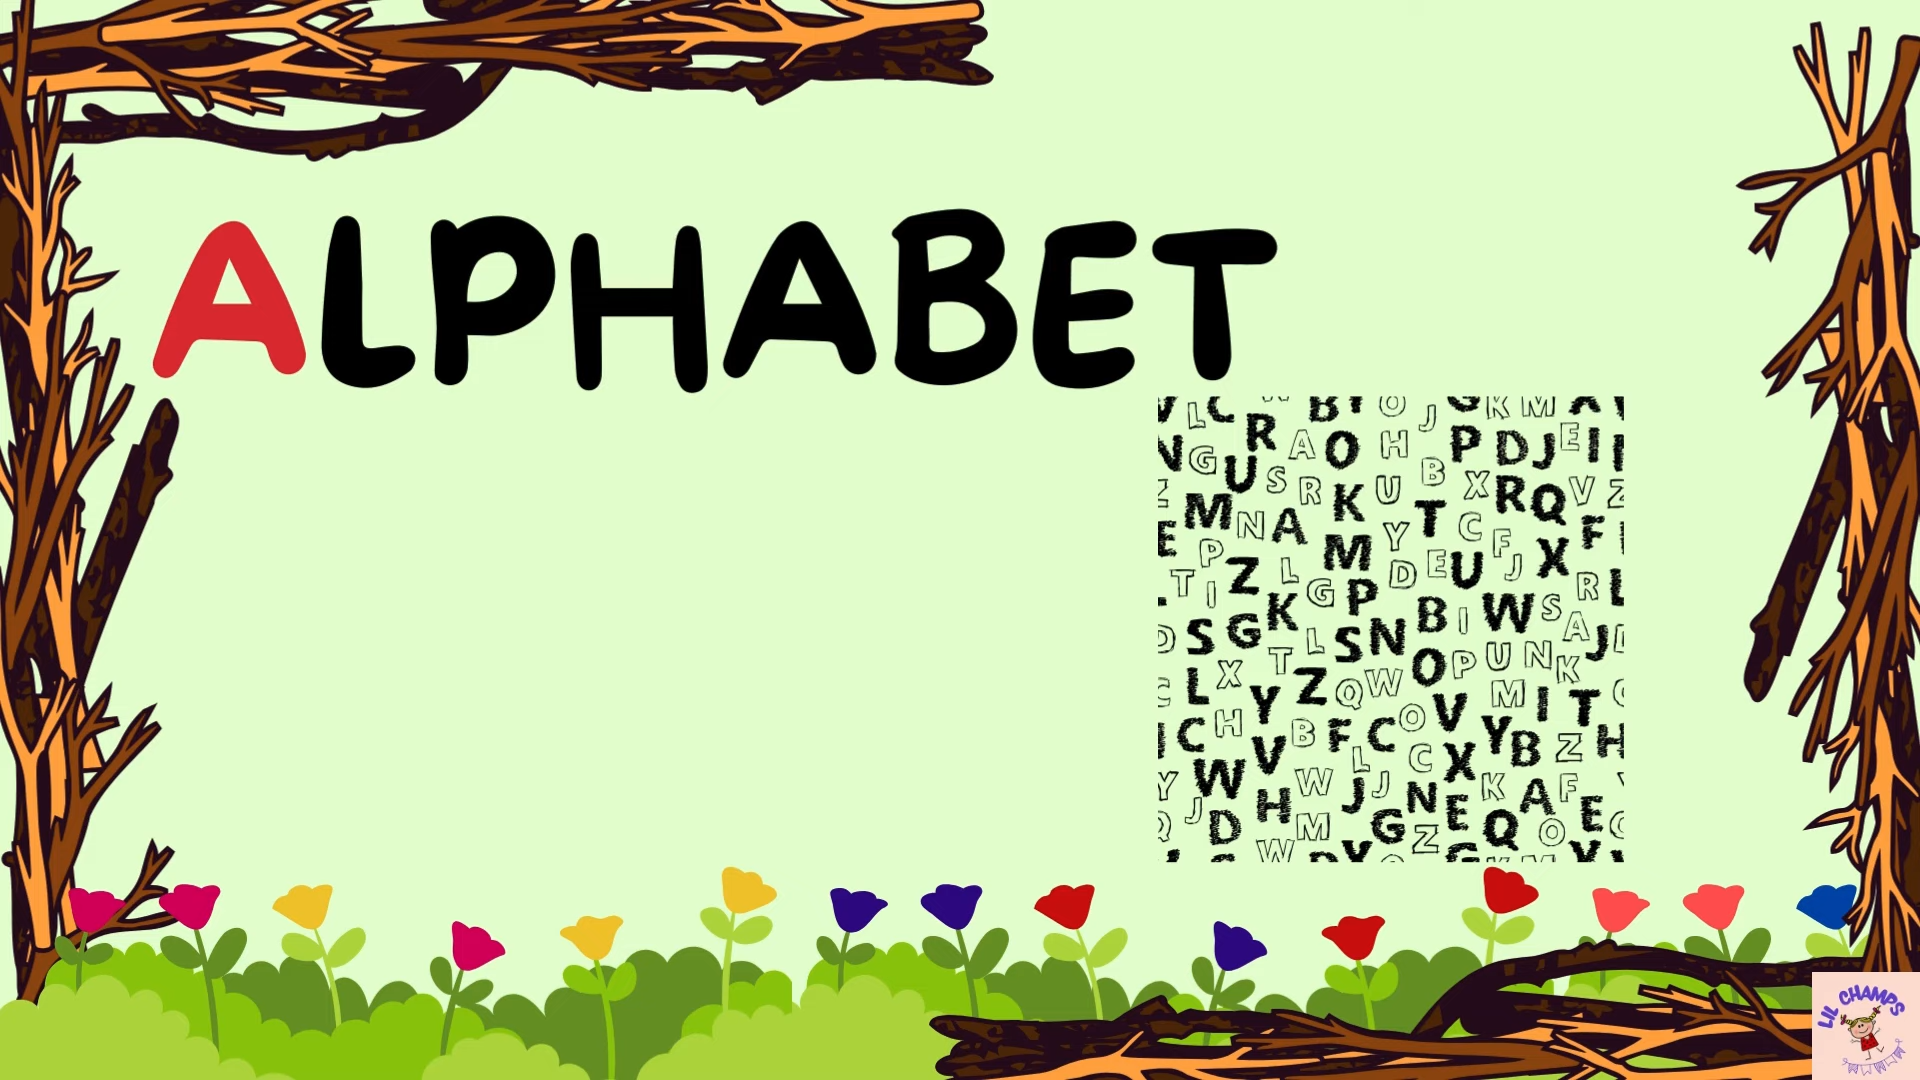 ALPHABET
L C B Y O J G K M X
N G R A O H P D J E I
U S R K U B X R Q V Z
M N A Y T C F
E P Z L M D E U F J X
T I K G P B I W S R L
D S G L S N A J
X T Z Q W O P U N K
C L Y M I T
C H V B F C O V Y B Z H
Y W W L C X
J H J J N K A F
Q D M G Z E Q O E
W
LIL CHAMPS